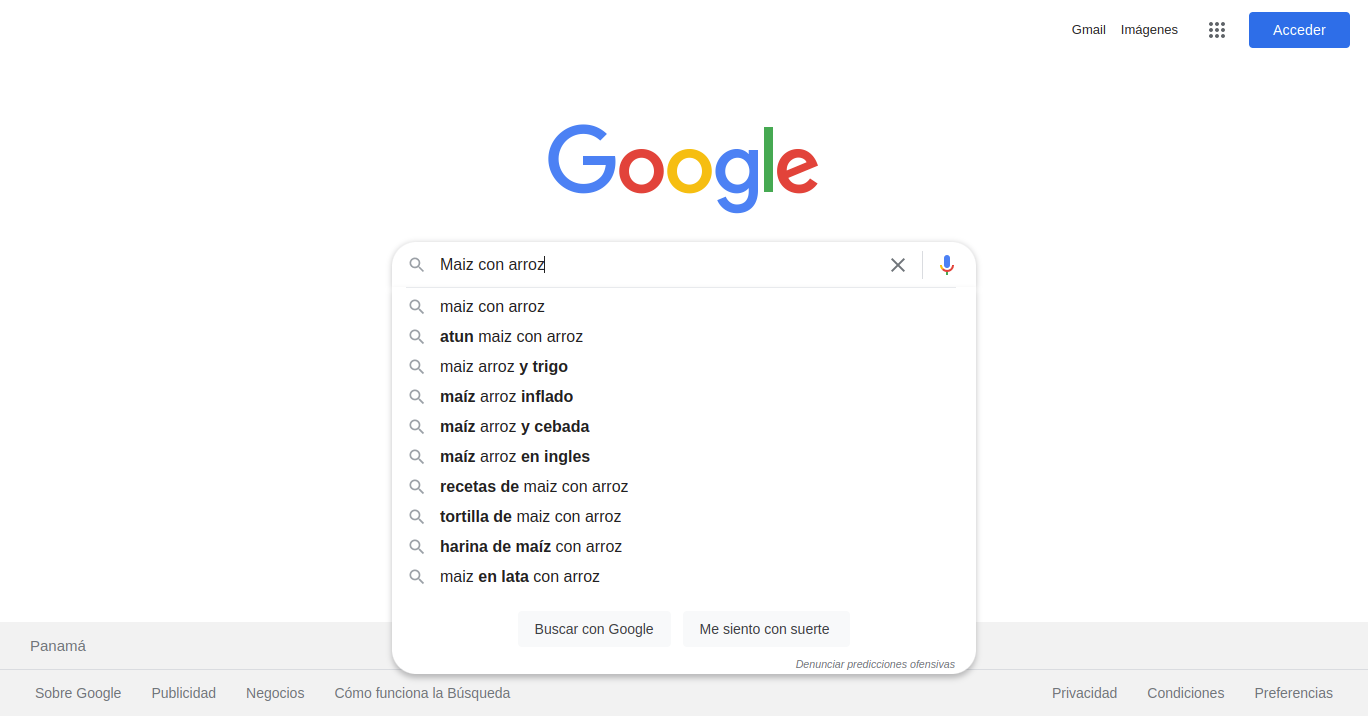 Gmail Imágenes Acceder
Google
Maiz con arroz
maiz con arroz
atun maiz con arroz
maiz arroz y trigo
maíz arroz inflado
maíz arroz y cebada
maíz arroz en ingles
recetas de maiz con arroz
tortilla de maiz con arroz
harina de maíz con arroz
maiz en lata con arroz
Buscar con Google Me siento con suerte
Panamá
Denunciar predicciones ofensivas
Sobre Google Publicidad Negocios Cómo funciona la Búsqueda Privacidad Condiciones Preferencias